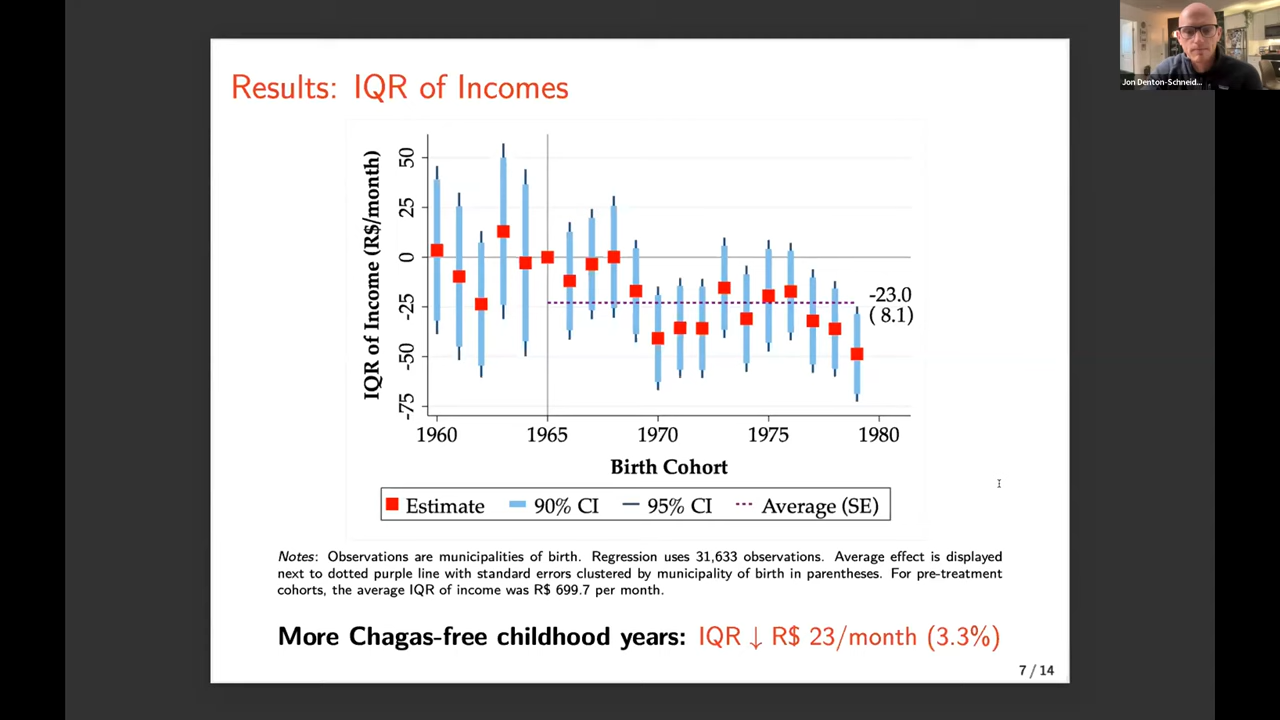 Results: IQR of Incomes
Jon Denton-Schneid...
IQR of Income (R$/month)
50
25
0
-25
-50
-75
-23.0
( 8.1)
1960 1965 1970 1975 1980
Birth Cohort
Estimate 90% CI 95% CI Average (SE)
Notes: Observations are municipalities of birth. Regression uses 31,633 observations. Average effect is displayed
next to dotted purple line with standard errors clustered by municipality of birth in parentheses. For pre-treatment
cohorts, the average IQR of income was R$ 699.7 per month.
More Chagas-free childhood years: IQR ↓ R$ 23/month (3.3%)
7 / 14